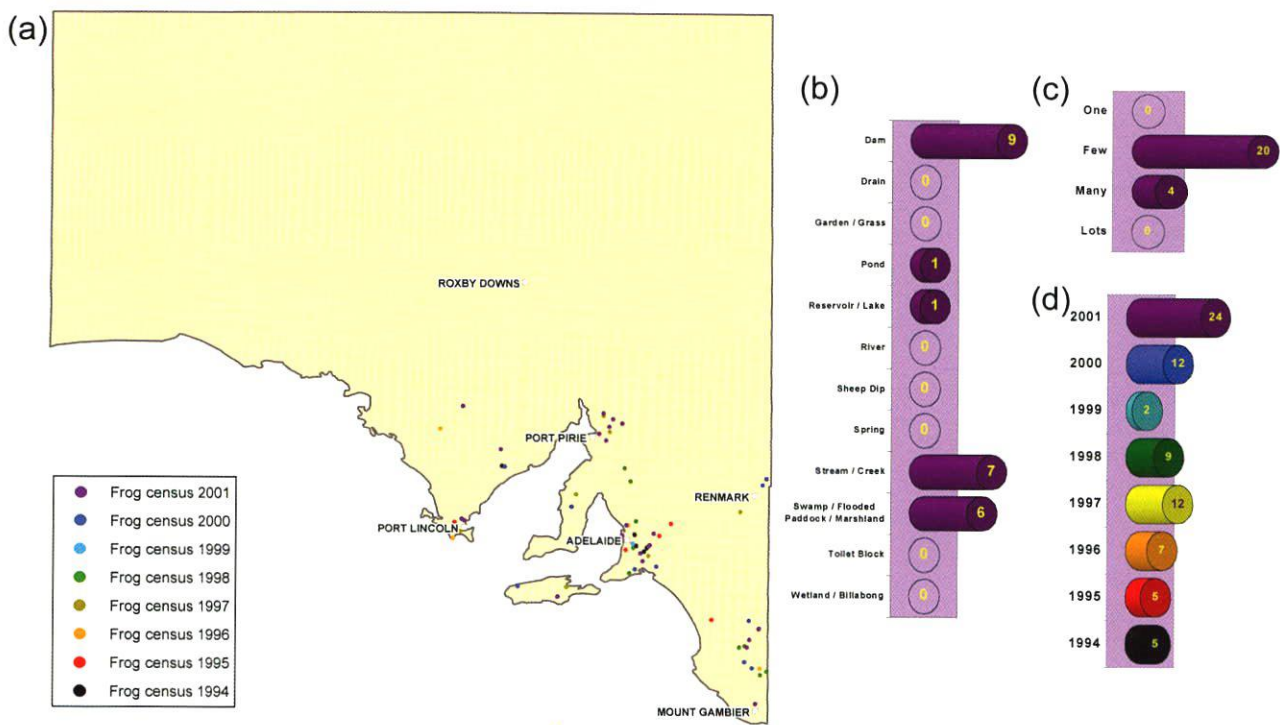 (a)
ROXBY DOWNS
PORT PIRIE
RENMARK
PORT LINCOLN
ADELAIDE
MOUNT GAMBIER
Frog census 2001
Frog census 2000
Frog census 1999
Frog census 1998
Frog census 1997
Frog census 1996
Frog census 1995
Frog census 1994
(b)
Dam 9
Drain 0
Garden / Grass 0
Pond 1
Reservoir / Lake 1
River 0
Sheep Dip 0
Spring 0
Stream / Creek 7
Swamp / Flooded
Paddock / Marshland 6
Toilet Block 0
Wetland / Billabong 0
(c)
One 0
Few 20
Many 4
Lots 0
(d)
2001 24
2000 12
1999 2
1998 9
1997 12
1996 7
1995 5
1994 5